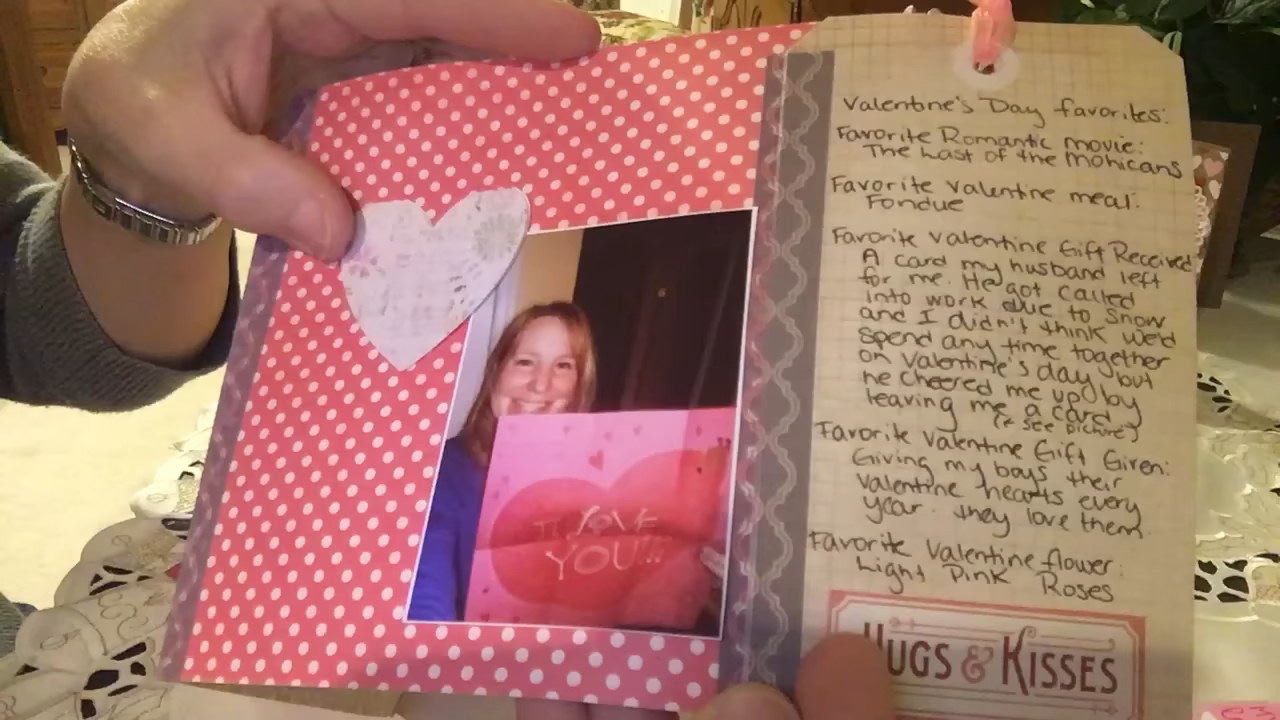 I LOVE
YOU!!
Valentine's Day favorites:
Favorite Romantic movie:
The Last of the Mohicans
Favorite Valentine meal:
Fondue
Favorite Valentine Gift Received
A card my husband left
for me. He got called
into work due to snow
and I didn't think we'd
spend any time together
on Valentine's day, but
he cheered me up by
leaving me a card
(& see picture)
Favorite Valentine Gift Given:
Giving my boys their
Valentine hearts every
year. they love them.
Favorite Valentine flower:
Light Pink Roses
HUGS & KISSES